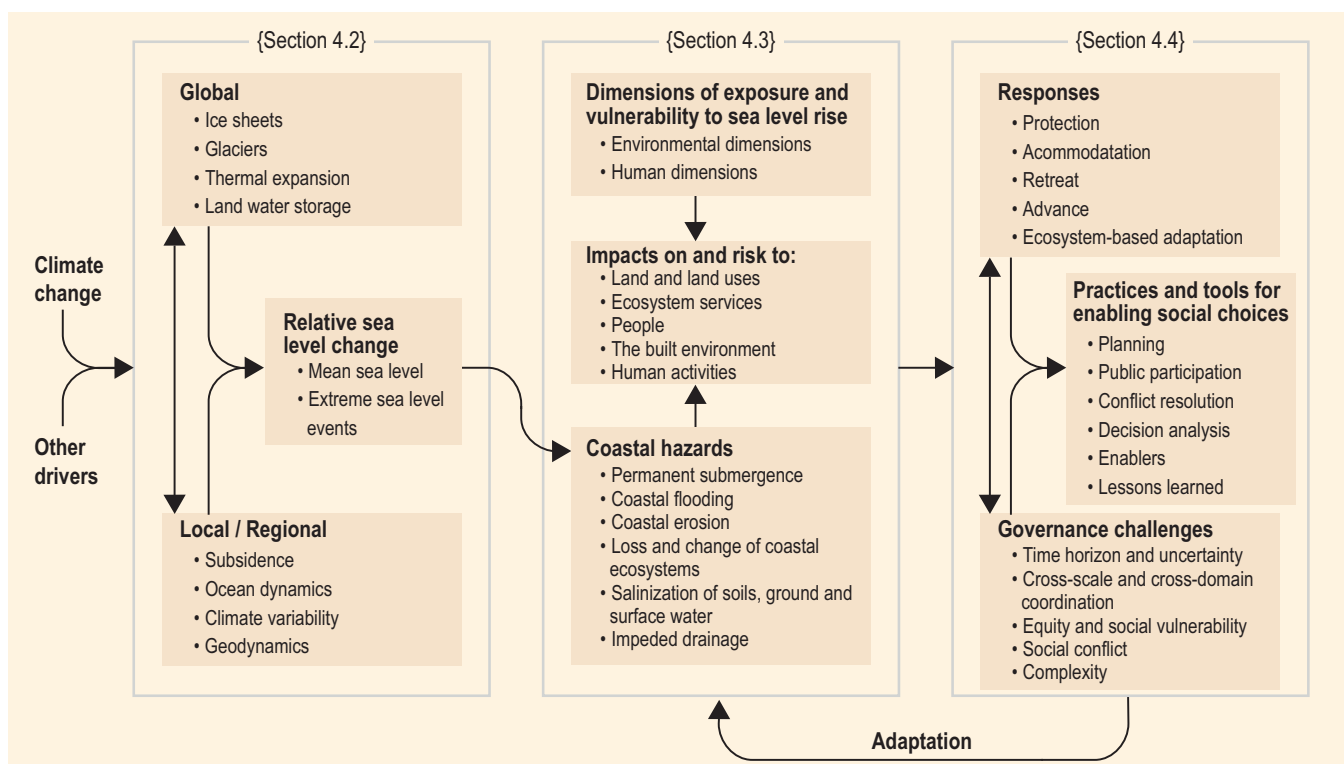 {Section 4.2}
Global
• Ice sheets
• Glaciers
• Thermal expansion
• Land water storage
Climate
change
Other
drivers
Relative sea
level change
• Mean sea level
• Extreme sea level
events
Local / Regional
• Subsidence
• Ocean dynamics
• Climate variability
• Geodynamics
{Section 4.3}
Dimensions of exposure and
vulnerability to sea level rise
• Environmental dimensions
• Human dimensions
Impacts on and risk to:
• Land and land uses
• Ecosystem services
• People
• The built environment
• Human activities
Coastal hazards
• Permanent submergence
• Coastal flooding
• Coastal erosion
• Loss and change of coastal
ecosystems
• Salinization of soils, ground and
surface water
• Impeded drainage
{Section 4.4}
Responses
• Protection
• Acommodatation
• Retreat
• Advance
• Ecosystem-based adaptation
Practices and tools for
enabling social choices
• Planning
• Public participation
• Conflict resolution
• Decision analysis
• Enablers
• Lessons learned
Governance challenges
• Time horizon and uncertainty
• Cross-scale and cross-domain
coordination
• Equity and social vulnerability
• Social conflict
• Complexity
Adaptation